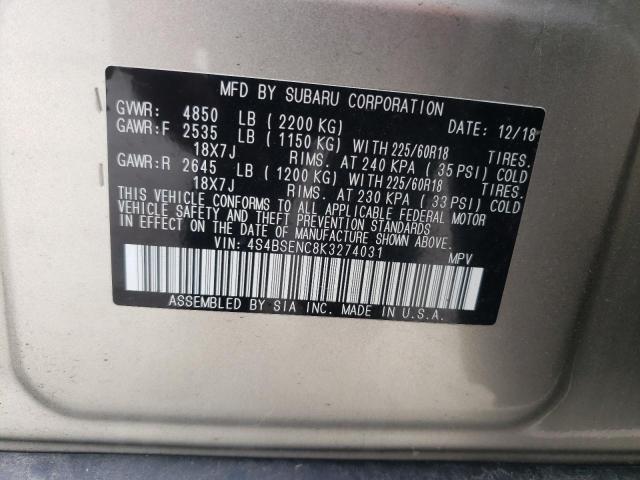 MFD BY SUBARU CORPORATION
GVWR: 4850 LB ( 2200 KG) DATE: 12/18
GAWR:F 2535 LB ( 1150 KG) WITH 225/60R18 TIRES.
18X7J RIMS. AT 240 KPA ( 35 PSI) COLD
GAWR:R 2645 LB ( 1200 KG) WITH 225/60R18 TIRES.
18X7J RIMS. AT 230 KPA ( 33 PSI) COLD
THIS VEHICLE CONFORMS TO ALL APPLICABLE FEDERAL MOTOR
VEHICLE SAFETY AND THEFT PREVENTION STANDARDS
IN EFFECT ON THE DATE OF MANUFACTURE SHOWN ABOVE.
VIN: 4S4BSENC8K3274031 MPV
ASSEMBLED BY SIA INC. MADE IN U.S.A.